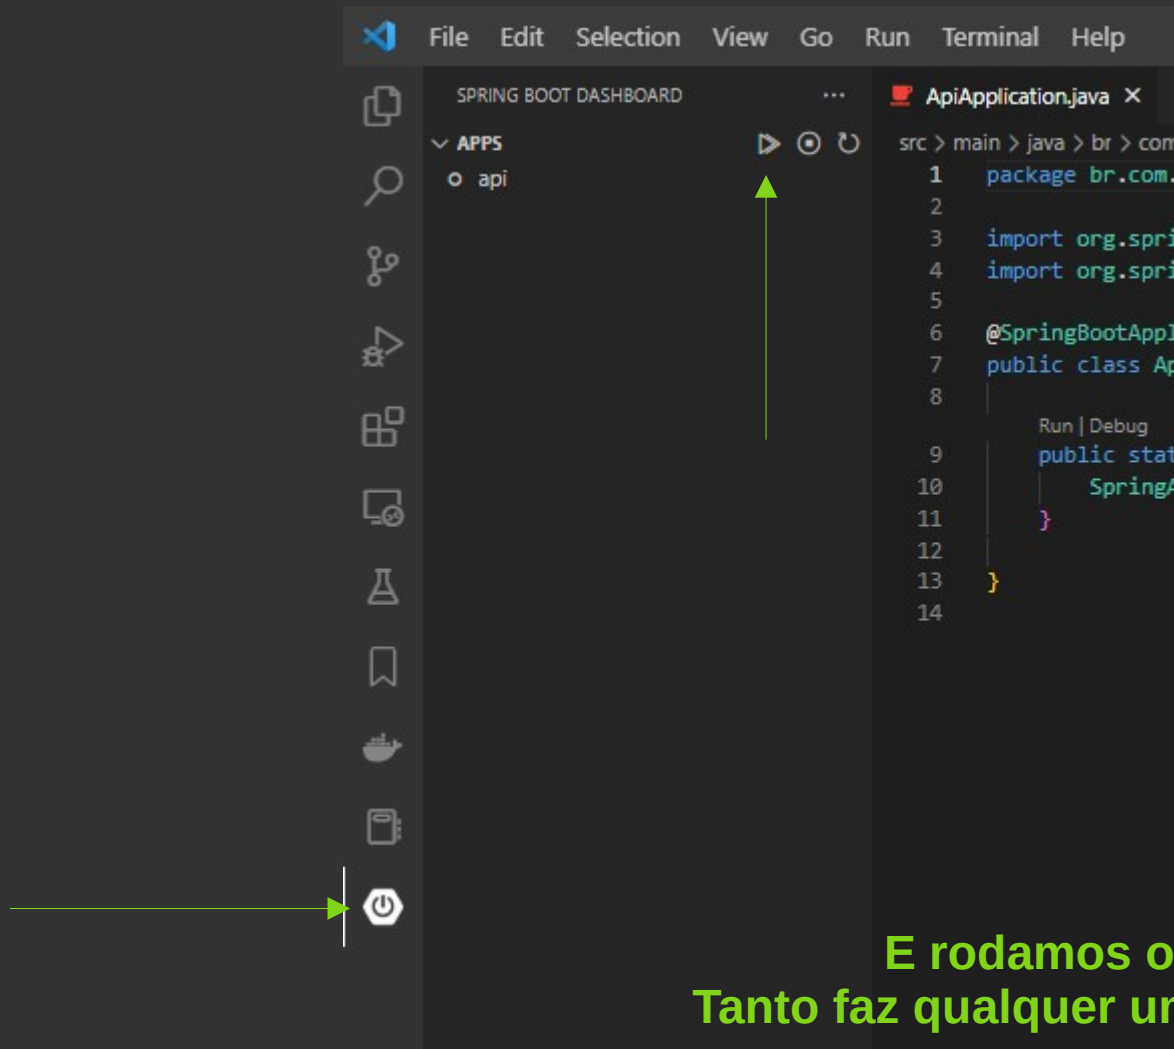 File Edit Selection View Go Run Terminal Help
SPRING BOOT DASHBOARD ···
APPS
api
ApiApplication.java ×
src > main > java > br > com
1 package br.com.
2
3 import org.spri
4 import org.spri
5
6 @SpringBootAppl
7 public class Ap
8
Run | Debug
9 public stat
10 SpringA
11 }
12
13 }
14
E rodamos o
Tanto faz qualquer